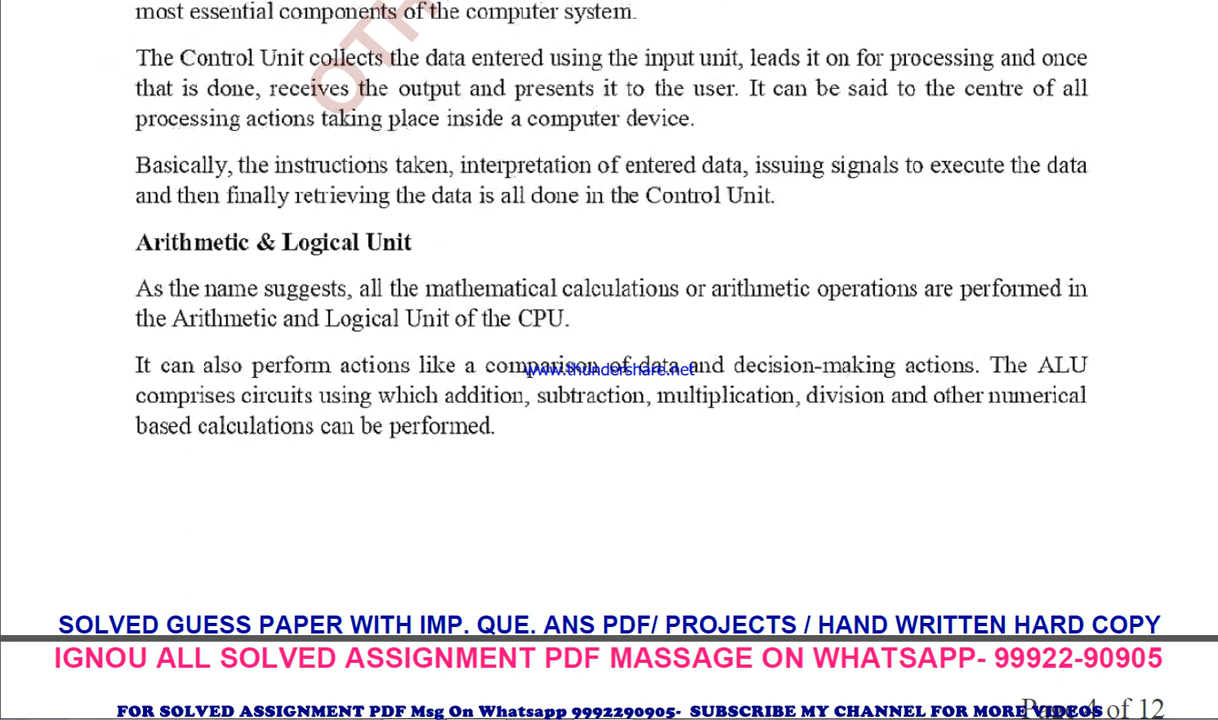 most essential components of the computer system.
The Control Unit collects the data entered using the input unit, leads it on for processing and once
that is done, receives the output and presents it to the user. It can be said to the centre of all
processing actions taking place inside a computer device.
Basically, the instructions taken, interpretation of entered data, issuing signals to execute the data
and then finally retrieving the data is all done in the Control Unit.
Arithmetic & Logical Unit
As the name suggests, all the mathematical calculations or arithmetic operations are performed in
the Arithmetic and Logical Unit of the CPU.
It can also perform actions like a comparison of data and decision-making actions. The ALU
www.thundershare.net
comprises circuits using which addition, subtraction, multiplication, division and other numerical
based calculations can be performed.
SOLVED GUESS PAPER WITH IMP. QUE. ANS PDF/ PROJECTS / HAND WRITTEN HARD COPY
IGNOU ALL SOLVED ASSIGNMENT PDF MASSAGE ON WHATSAPP- 99922-90905
FOR SOLVED ASSIGNMENT PDF Msg On Whatsapp 9992290905- SUBSCRIBE MY CHANNEL FOR MORE VIDEOS
Page 4 of 12